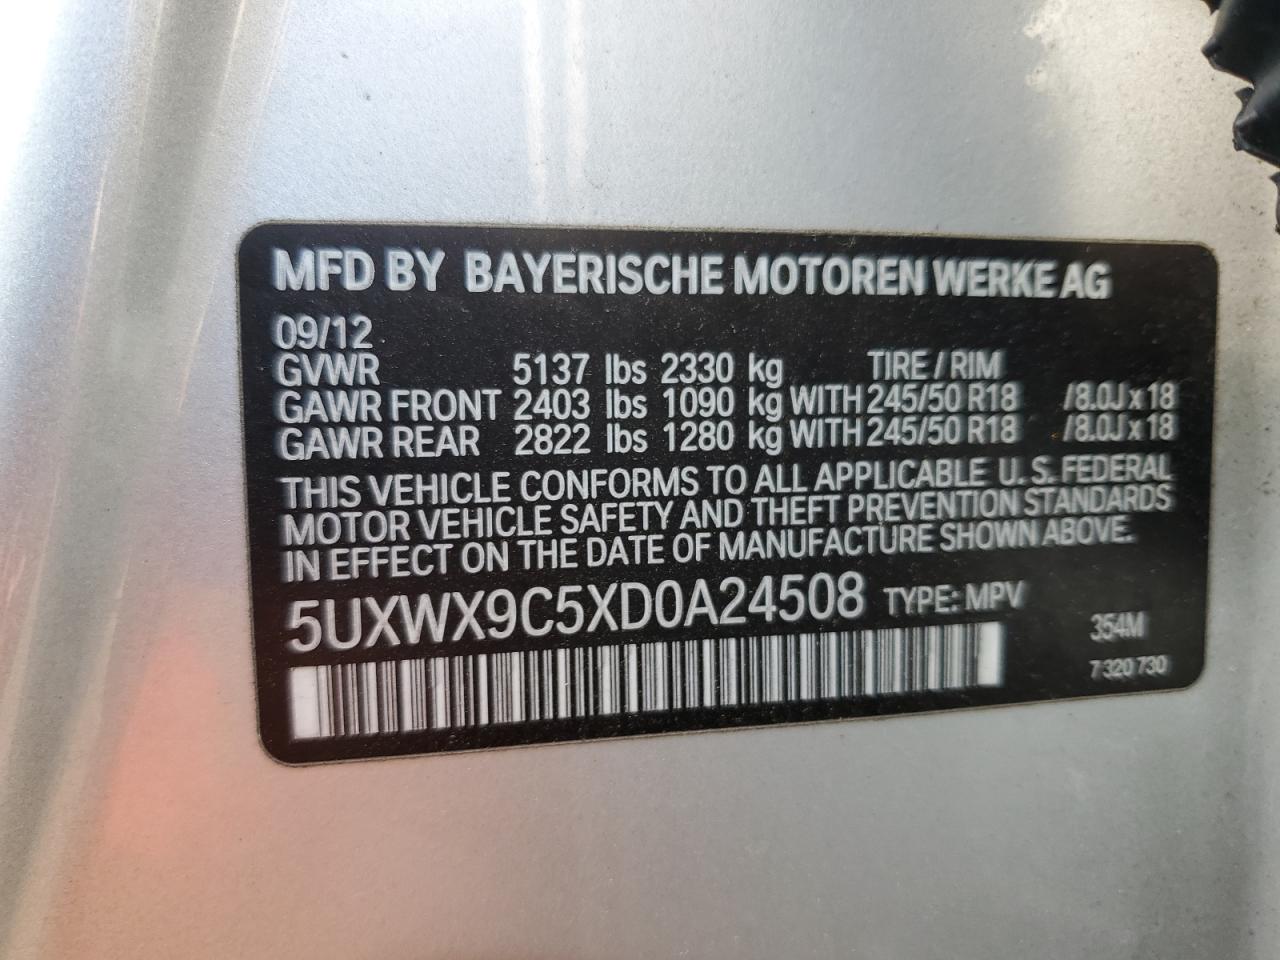 MFD BY BAYERISCHE MOTOREN WERKE AG
09/12
GVWR 5137 lbs 2330 kg TIRE / RIM
GAWR FRONT 2403 lbs 1090 kg WITH 245/50 R18 /8.0J x 18
GAWR REAR 2822 lbs 1280 kg WITH 245/50 R18 /8.0J x 18
THIS VEHICLE CONFORMS TO ALL APPLICABLE U. S. FEDERAL
MOTOR VEHICLE SAFETY AND THEFT PREVENTION STANDARDS
IN EFFECT ON THE DATE OF MANUFACTURE SHOWN ABOVE.
5UXWX9C5XD0A24508 TYPE: MPV
354M
7 320 730